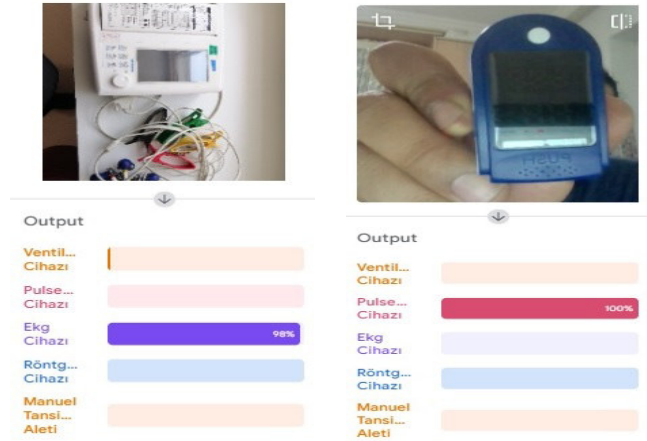 Output
Ventil...
Cihazı
Pulse...
Cihazı
Ekg
Cihazı
98%
Röntg...
Cihazı
Manuel
Tansi...
Aleti
PUSH
Output
Ventil...
Cihazı
Pulse...
Cihazı
100%
Ekg
Cihazı
Röntg...
Cihazı
Manuel
Tansi...
Aleti